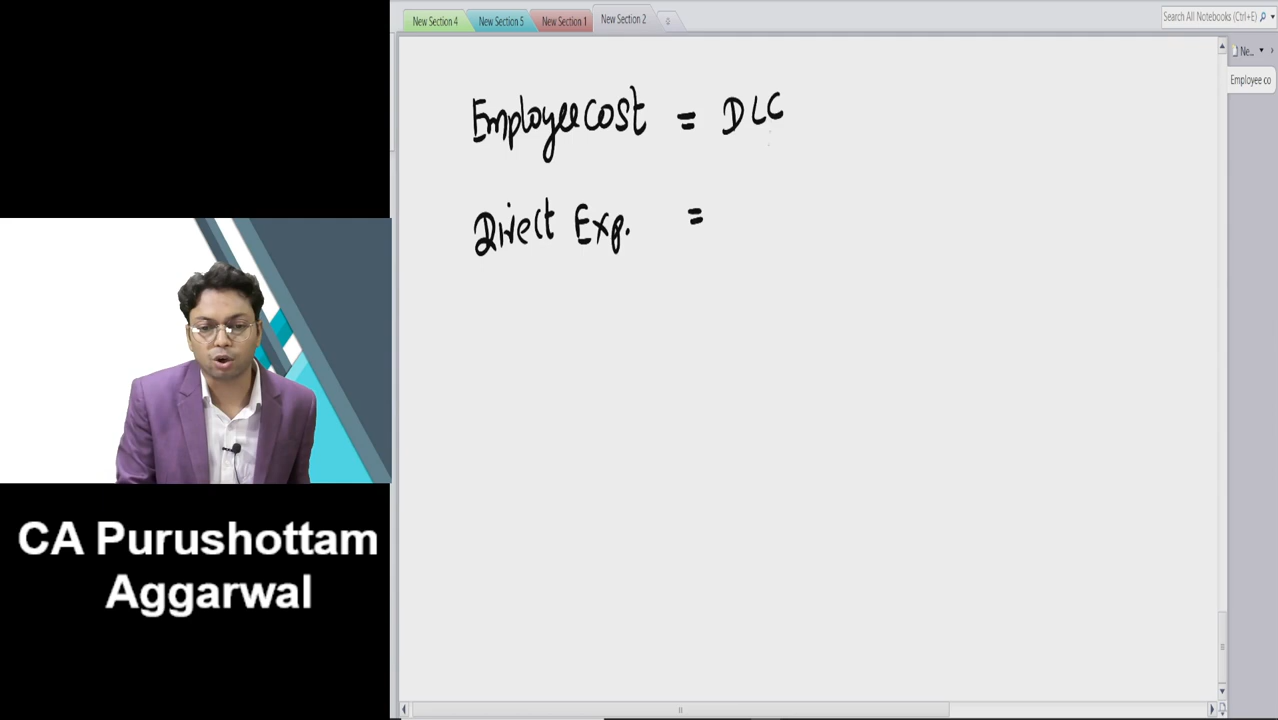 New Section 4
New Section 5
New Section 1
New Section 2
Search All Notebooks (Ctrl+E)
Ne...
Employee co
Employee Cost = DLC
Direct Exp. =
CA Purushottam
Aggarwal